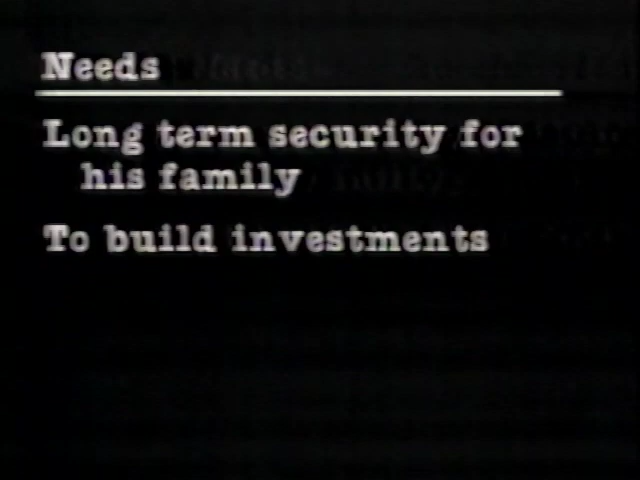 Needs
Long term security for
his family
To build investments